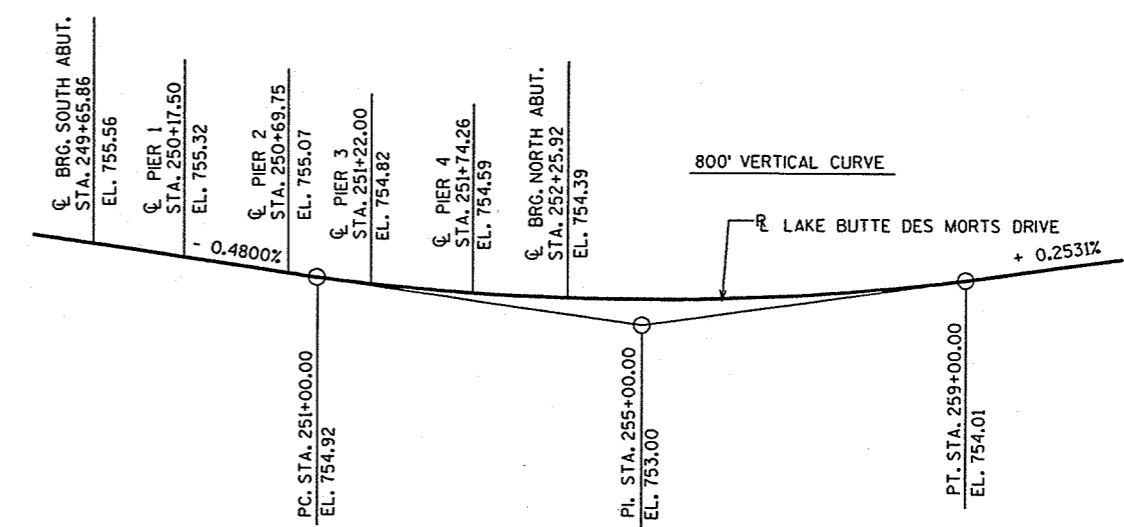 ℄ BRG. SOUTH ABUT.
STA. 249+65.86
EL. 755.56
℄ PIER 1
STA. 250+17.50
EL. 755.32
℄ PIER 2
STA. 250+69.75
EL. 755.07
℄ PIER 3
STA. 251+22.00
EL. 754.82
℄ PIER 4
STA. 251+74.26
EL. 754.59
℄ BRG. NORTH ABUT.
STA. 252+25.92
EL. 754.39
800' VERTICAL CURVE
RL LAKE BUTTE DES MORTS DRIVE
- 0.4800%
+ 0.2531%
PC. STA. 251+00.00
EL. 754.92
PI. STA. 255+00.00
EL. 753.00
PT. STA. 259+00.00
EL. 754.01